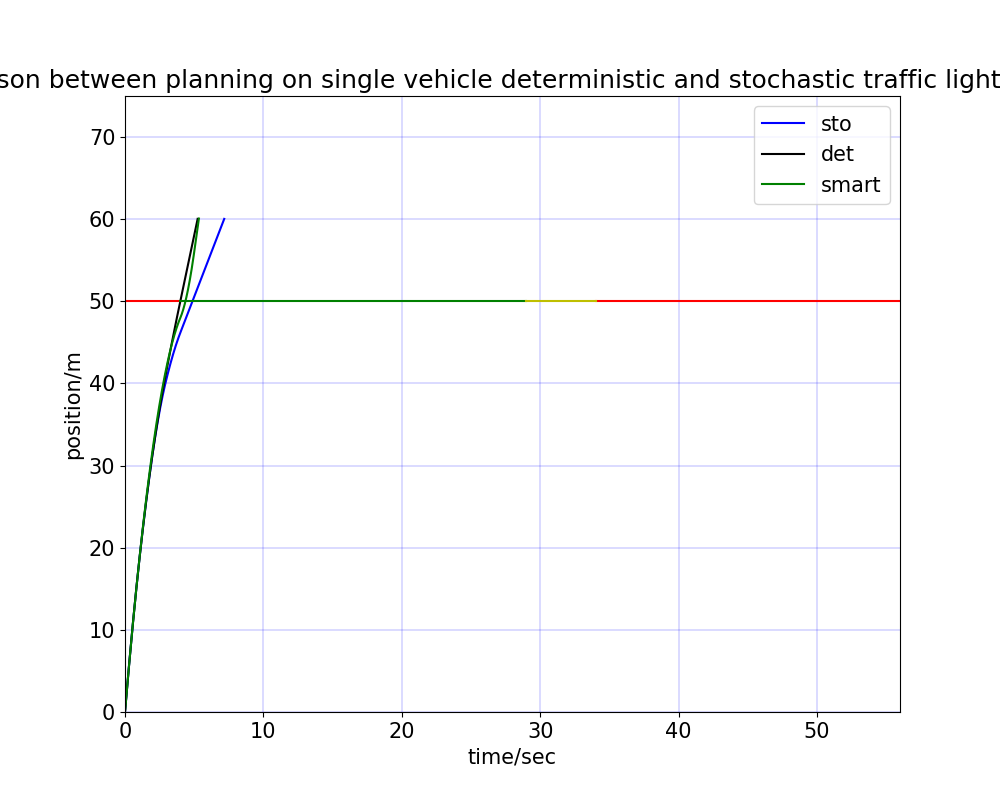 son between planning on single vehicle deterministic and stochastic traffic light
sto
det
smart
70
60
50
40
30
20
10
0
position/m
0 10 20 30 40 50
time/sec